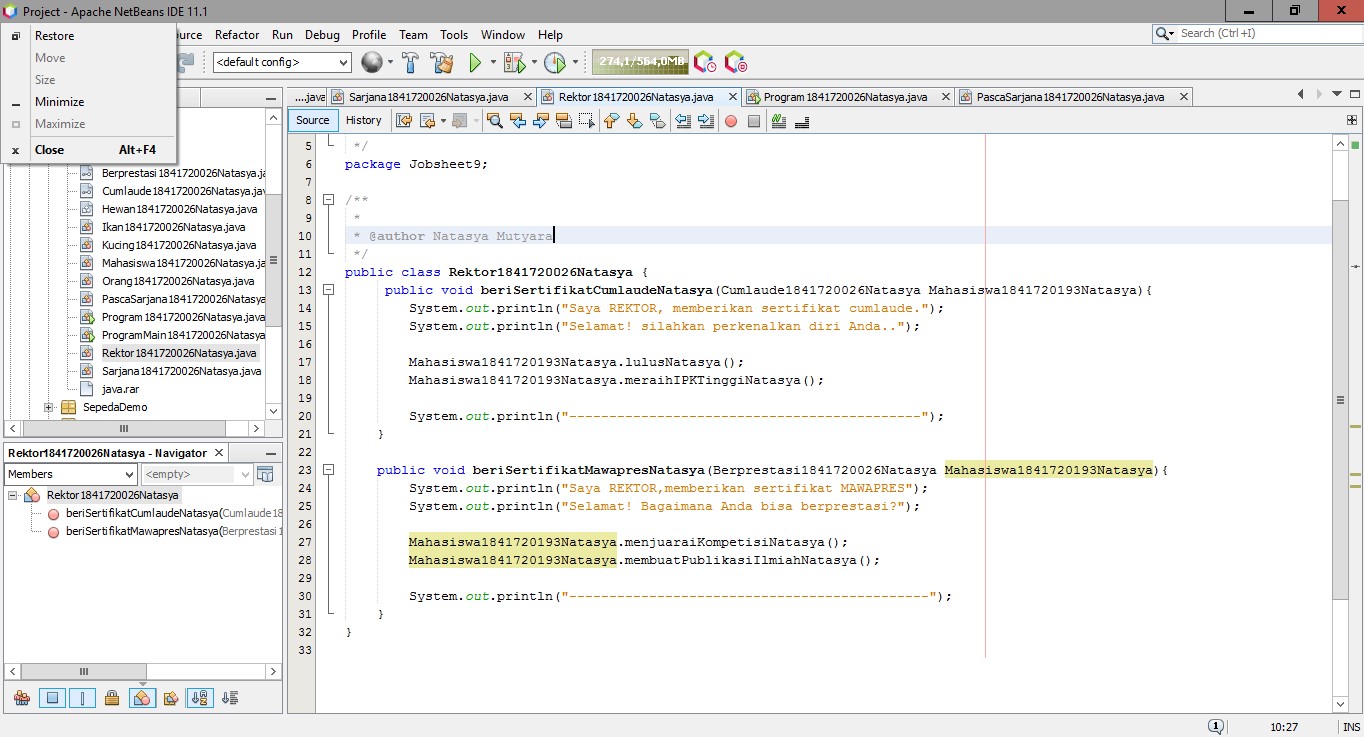 Project - Apache NetBeans IDE 11.1
Restore
Move
Size
Minimize
Maximize
Close Alt+F4
urce Refactor Run Debug Profile Team Tools Window Help
Search (Ctrl+I)
<default config>
274,1/564,0MB
....java
Sarjana1841720026Natasya.java
Rektor1841720026Natasya.java
Program1841720026Natasya.java
PascaSarjana1841720026Natasya.java
Source History
Berprestasi1841720026Natasya.ja
Cumlaude1841720026Natasya.jav
Hewan1841720026Natasya.java
Ikan1841720026Natasya.java
Kucing1841720026Natasya.java
Mahasiswa1841720026Natasya.ja
Orang1841720026Natasya.java
PascaSarjana1841720026Natasya.
Program1841720026Natasya.java
ProgramMain1841720026Natasya
Rektor1841720026Natasya.java
Sarjana1841720026Natasya.java
java.rar
SepedaDemo
Rektor1841720026Natasya - Navigator
Members <empty>
Rektor1841720026Natasya
beriSertifikatCumlaudeNatasya(Cumlaude18
beriSertifikatMawapresNatasya(Berprestasi1
5 */
6 package Jobsheet9;
7
8 /**
9 *
10 * @author Natasya Mutyara
11 */
12 public class Rektor1841720026Natasya {
13 public void beriSertifikatCumlaudeNatasya(Cumlaude1841720026Natasya Mahasiswa1841720193Natasya){
14 System.out.println("Saya REKTOR, memberikan sertifikat cumlaude.");
15 System.out.println("Selamat! silahkan perkenalkan diri Anda..");
16
17 Mahasiswa1841720193Natasya.lulusNatasya();
18 Mahasiswa1841720193Natasya.meraihIPKTinggiNatasya();
19
20 System.out.println("--------------------------------------------");
21 }
22
23 public void beriSertifikatMawapresNatasya(Berprestasi1841720026Natasya Mahasiswa1841720193Natasya){
24 System.out.println("Saya REKTOR,memberikan sertifikat MAWAPRES");
25 System.out.println("Selamat! Bagaimana Anda bisa berprestasi?");
26
27 Mahasiswa1841720193Natasya.menjuaraiKompetisiNatasya();
28 Mahasiswa1841720193Natasya.membuatPublikasiIlmiahNatasya();
29
30 System.out.println("---------------------------------------------");
31 }
32 }
33
1 10:27 INS